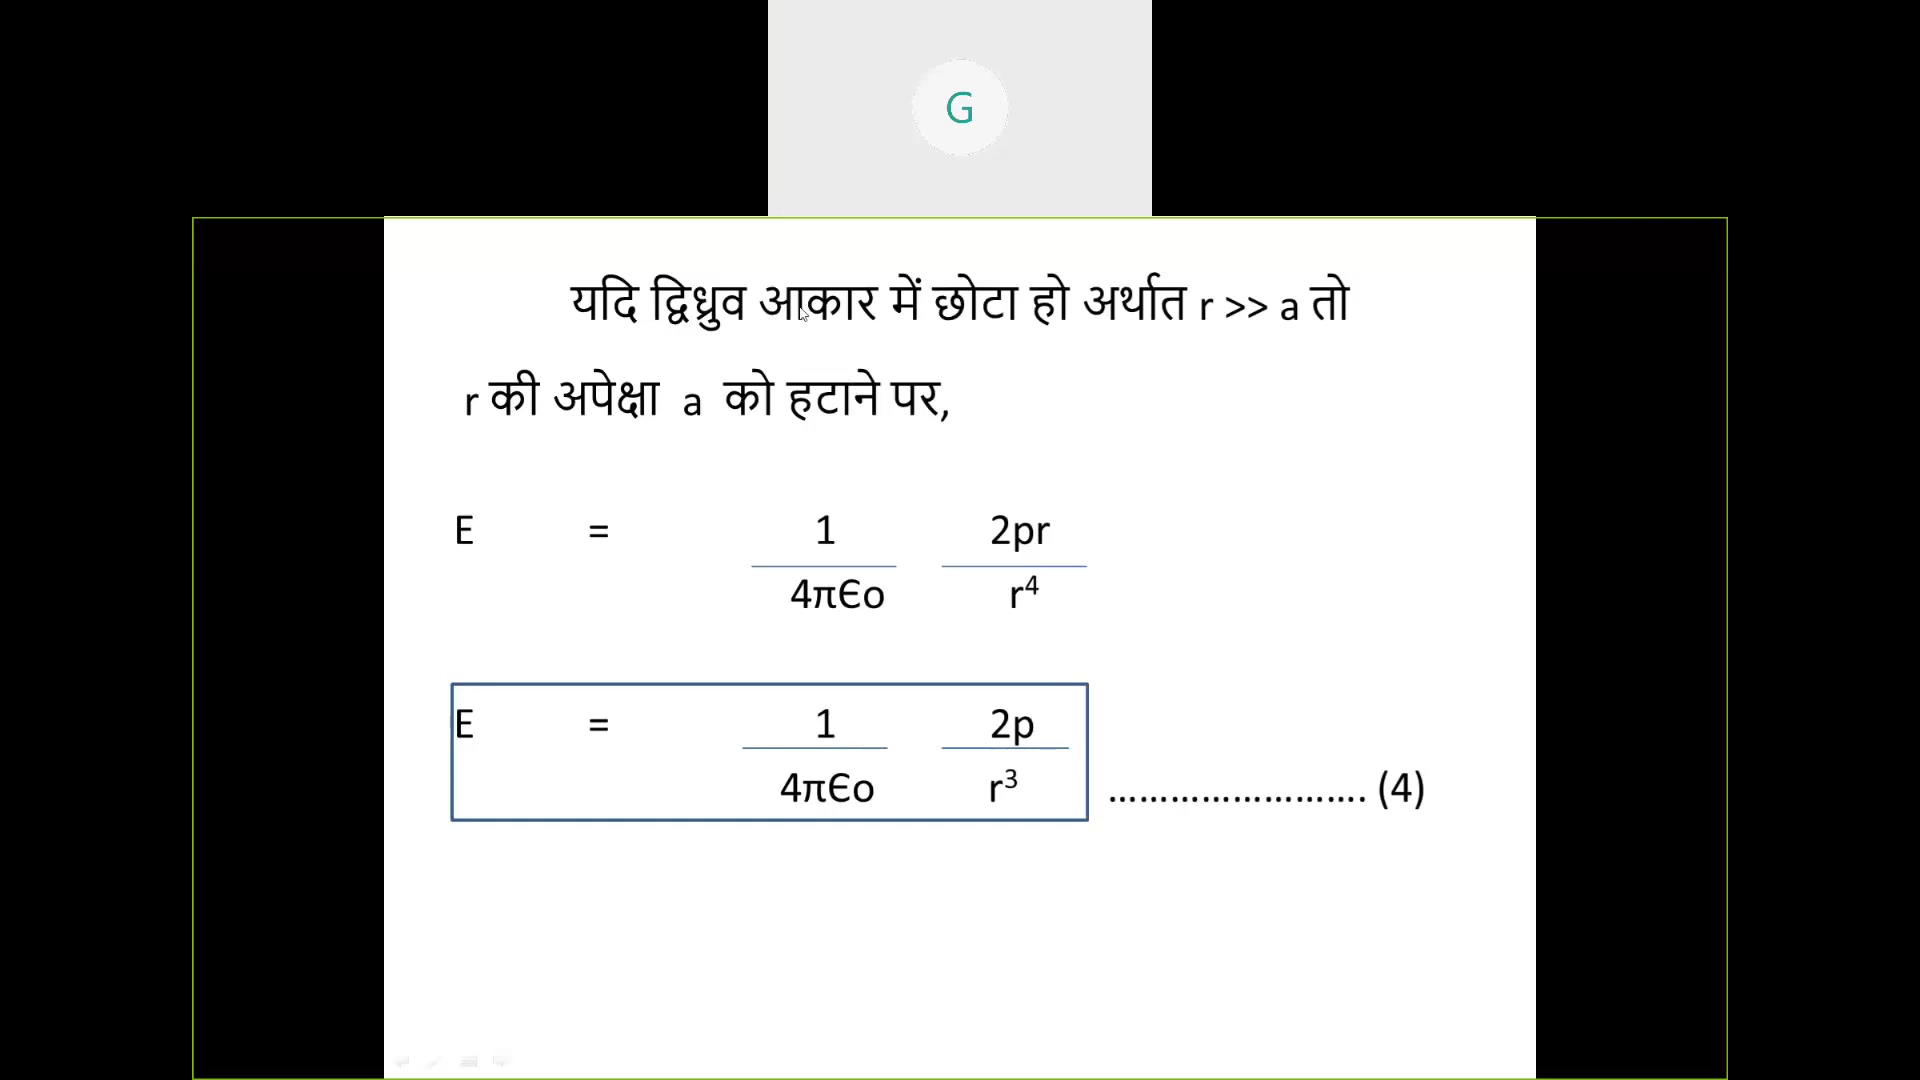 G
यदि द्विध्रुव आकार में छोटा हो अर्थात r >> a तो
r की अपेक्षा a को हटाने पर,
E = 1 2pr
4πЄo r⁴
E = 1 2p
4πЄo r³ ......................... (4)